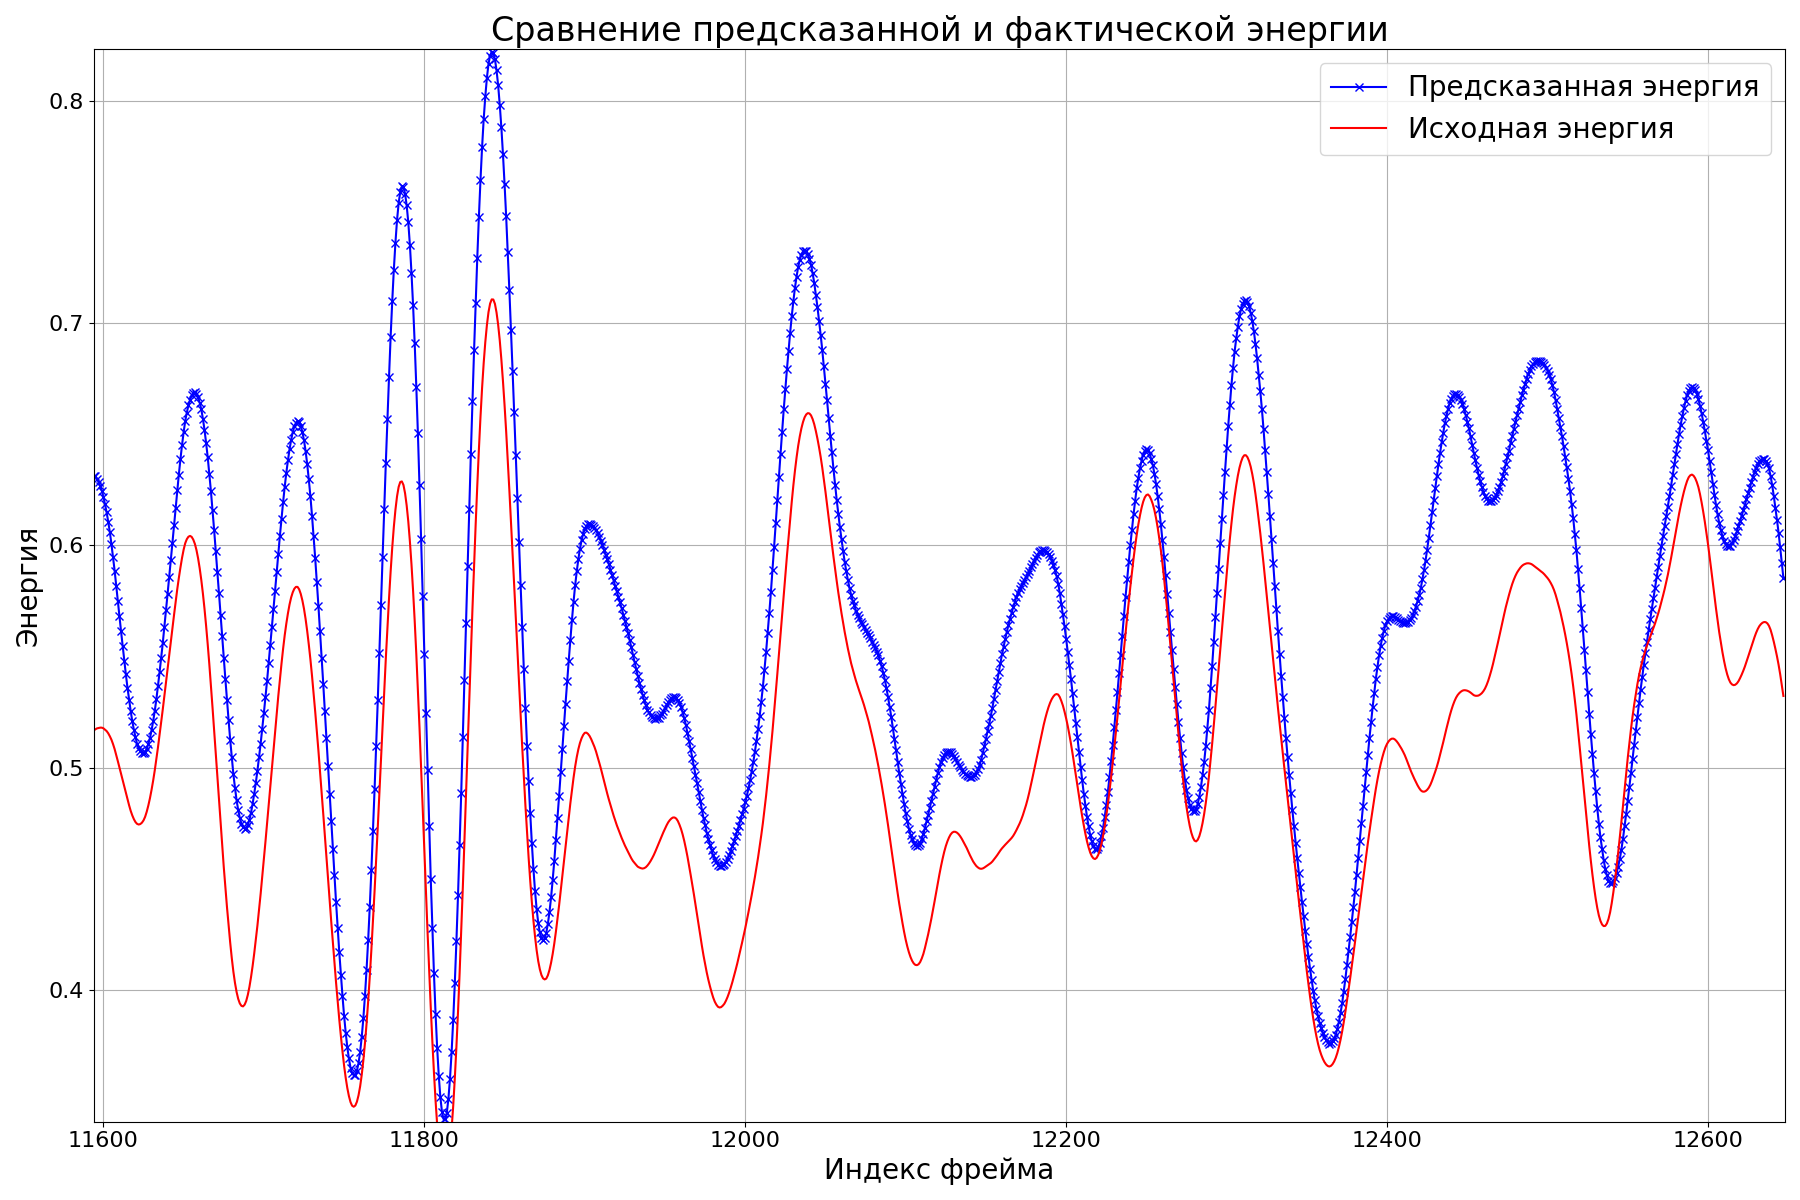 Сравнение предсказанной и фактической энергии
Предсказанная энергия
Исходная энергия
0.8
0.7
0.6
0.5
0.4
Энергия
11600 11800 12000 12200 12400 12600
Индекс фрейма